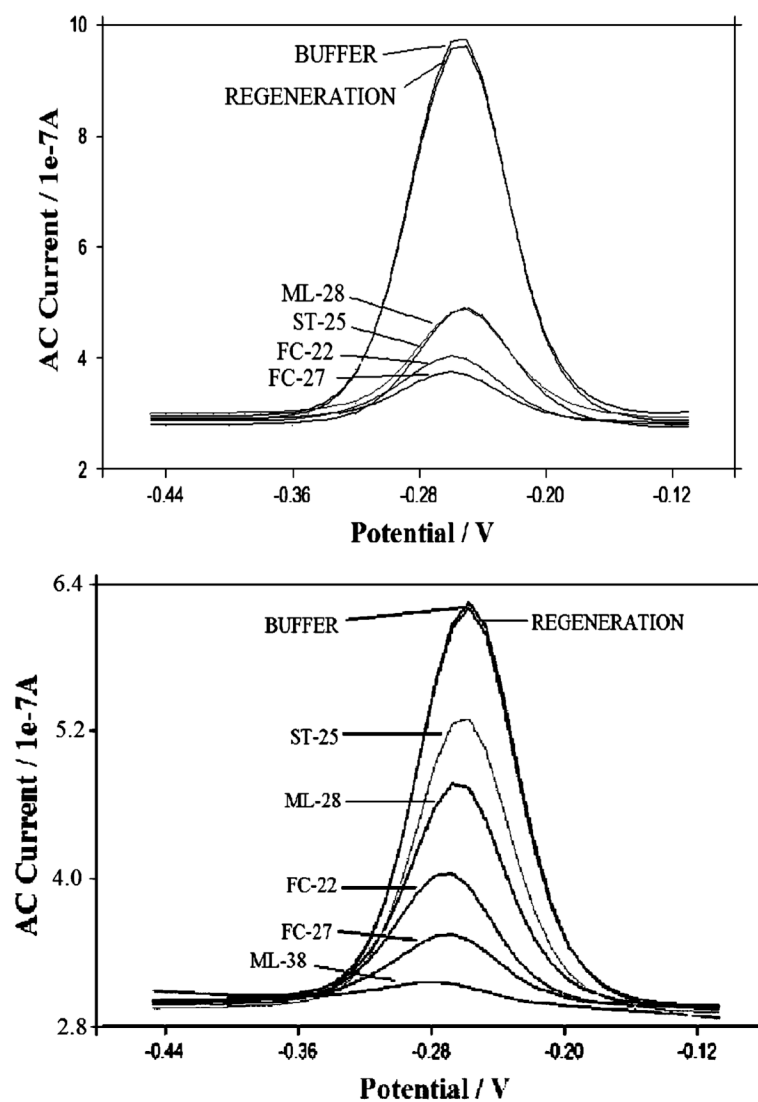 10
BUFFER
REGENERATION
8
6
ML-28
ST-25
4
FC-22
FC-27
2
-0.44 -0.36 -0.28 -0.20 -0.12
Potential / V
AC Current / 1e-7A
6.4
BUFFER REGENERATION
5.2
ST-25
ML-28
4.0
FC-22
FC-27
ML-38
2.8
-0.44 -0.36 -0.28 -0.20 -0.12
Potential / V
AC Current / 1e-7A